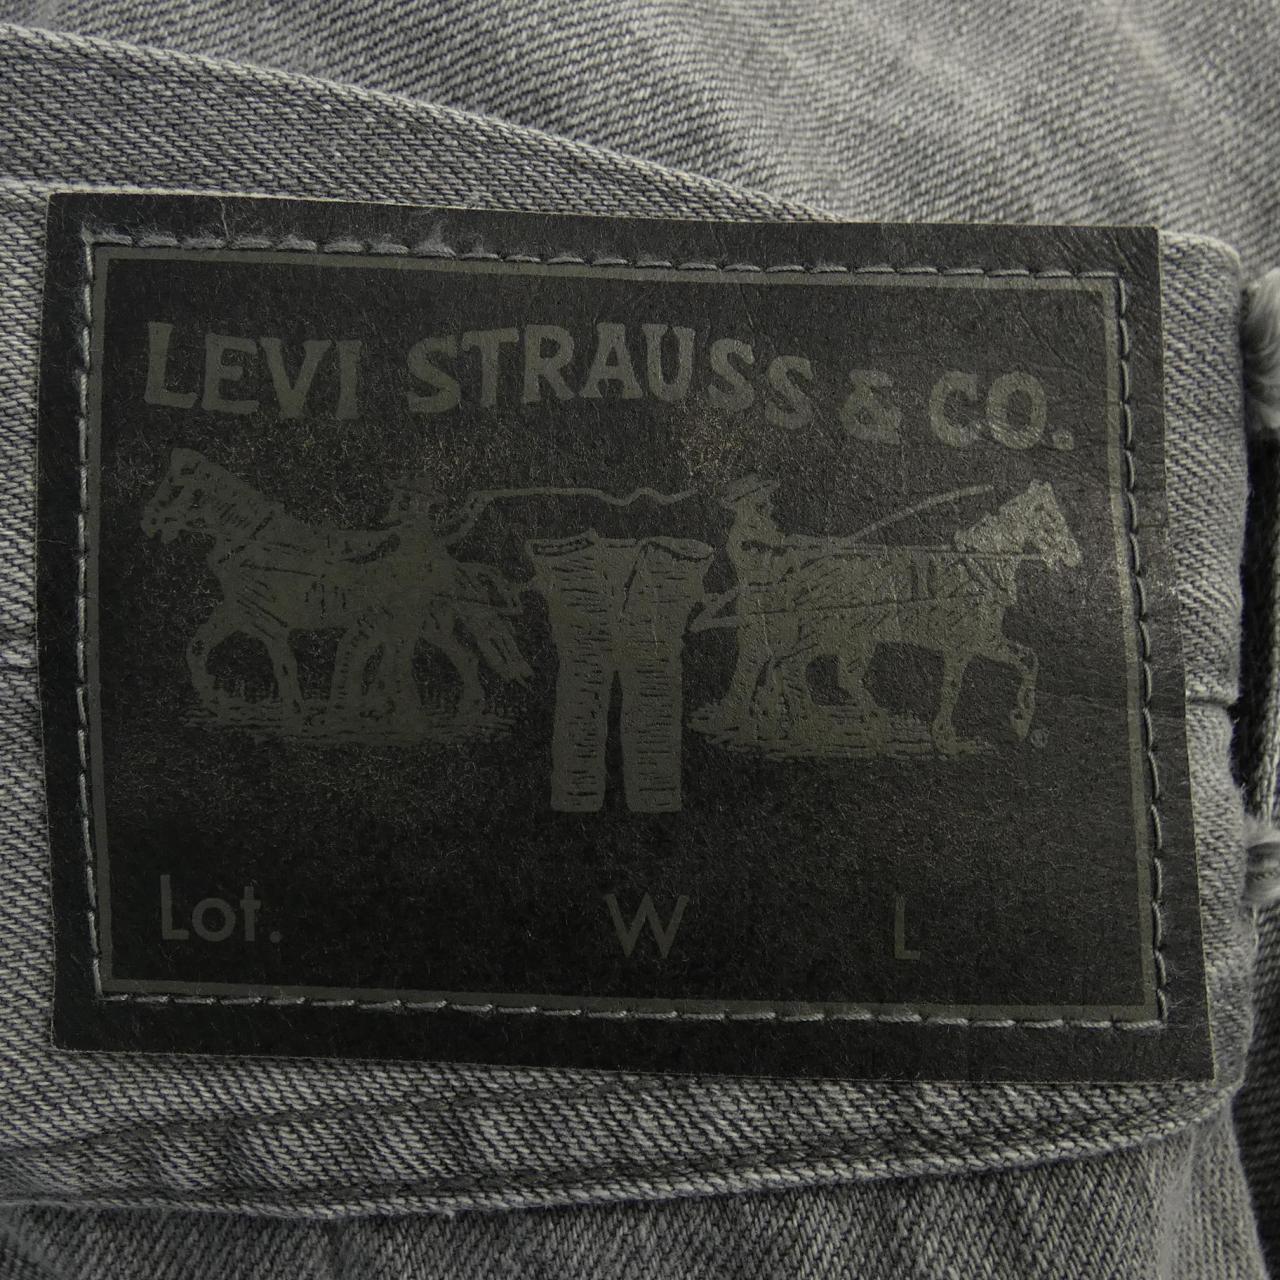 LEVI STRAUSS & CO.
®
Lot. W L